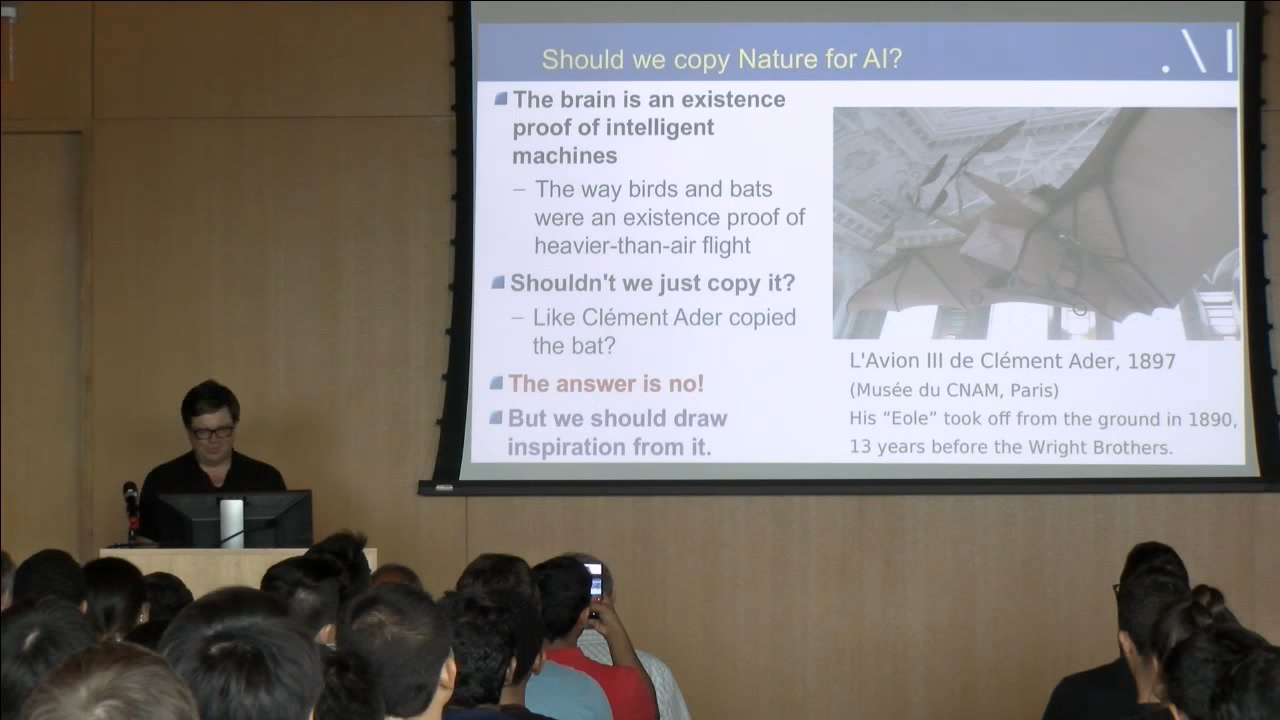 Should we copy Nature for AI?
The brain is an existence
proof of intelligent
machines
– The way birds and bats
were an existence proof of
heavier-than-air flight
Shouldn't we just copy it?
– Like Clément Ader copied
the bat?
The answer is no!
But we should draw
inspiration from it.
L'Avion III de Clément Ader, 1897
(Musée du CNAM, Paris)
His “Eole” took off from the ground in 1890,
13 years before the Wright Brothers.